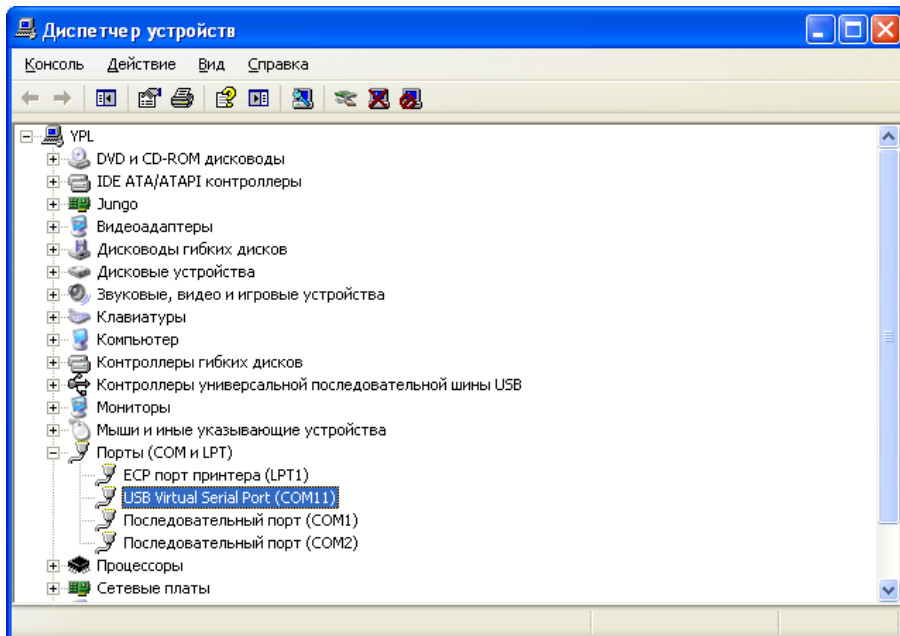 Диспетчер устройств
Консоль Действие Вид Справка
YPL
DVD и CD-ROM дисководы
IDE ATA/ATAPI контроллеры
Jungo
Видеоадаптеры
Дисководы гибких дисков
Дисковые устройства
Звуковые, видео и игровые устройства
Клавиатуры
Компьютер
Контроллеры гибких дисков
Контроллеры универсальной последовательной шины USB
Мониторы
Мыши и иные указывающие устройства
Порты (COM и LPT)
ECP порт принтера (LPT1)
USB Virtual Serial Port (COM11)
Последовательный порт (COM1)
Последовательный порт (COM2)
Процессоры
Сетевые платы